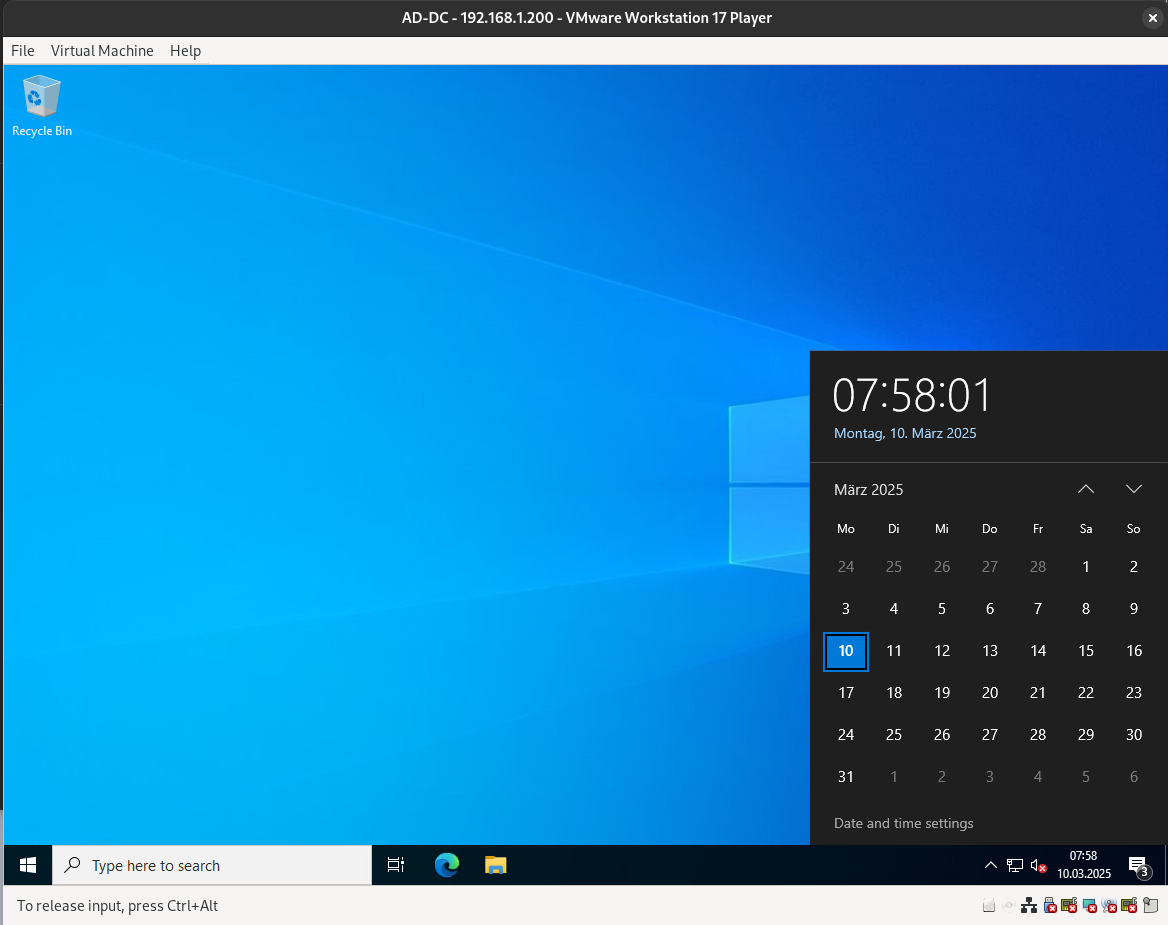 AD-DC - 192.168.1.200 - VMware Workstation 17 Player
File Virtual Machine Help
Recycle Bin
07:58:01
Montag, 10. März 2025
März 2025
Mo Di Mi Do Fr Sa So
24 25 26 27 28 1 2
3 4 5 6 7 8 9
10 11 12 13 14 15 16
17 18 19 20 21 22 23
24 25 26 27 28 29 30
31 1 2 3 4 5 6
Date and time settings
Type here to search
07:58
10.03.2025
3
To release input, press Ctrl+Alt